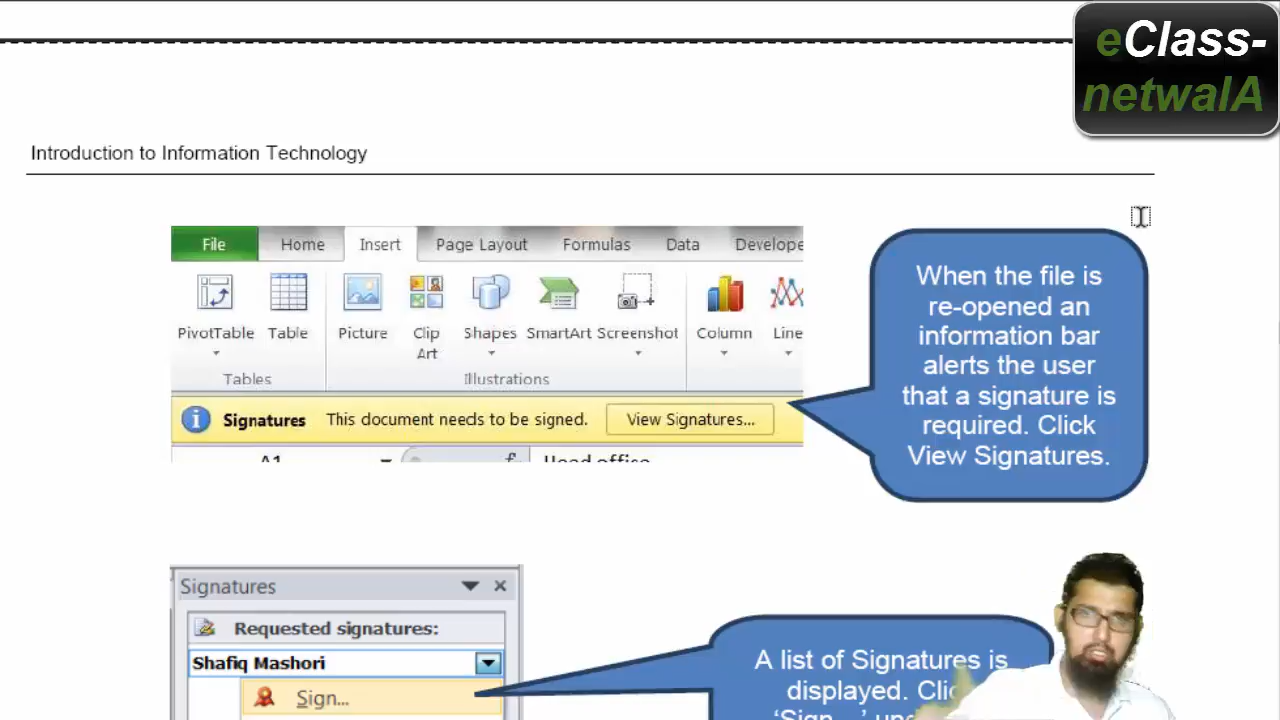 eClass-
netwalA
Introduction to Information Technology
File Home Insert Page Layout Formulas Data Develope
PivotTable Table Picture Clip Art Shapes SmartArt Screenshot Column Line
Tables Illustrations
Signatures This document needs to be signed. View Signatures...
A1 Head office
When the file is
re-opened an
information bar
alerts the user
that a signature is
required. Click
View Signatures.
Signatures
Requested signatures:
Shafiq Mashori
Sign...
A list of Signatures is
displayed.
'Sign...'